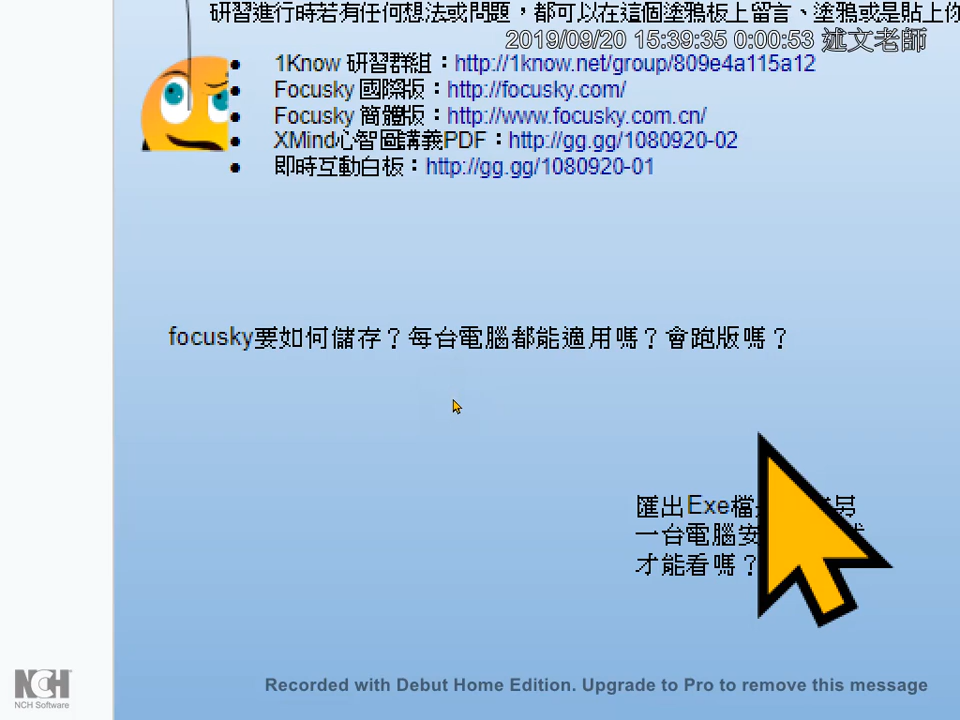 研習進行時若有任何想法或問題，都可以在這個塗鴉板上留言、塗鴉或是貼上你
2019/09/20 15:39:35 0:00:53 述文老師
1Know 研習群組：http://1know.net/group/809e4a115a12
Focusky 國際版：http://focusky.com/
Focusky 簡體版：http://www.focusky.com.cn/
XMind心智圖講義PDF：http://gg.gg/1080920-02
即時互動白板：http://gg.gg/1080920-01
focusky要如何儲存？每台電腦都能適用嗎？會跑版嗎？
匯出Exe檔 另
一台電腦安
才能看嗎？
NCH
NCH Software
Recorded with Debut Home Edition. Upgrade to Pro to remove this message